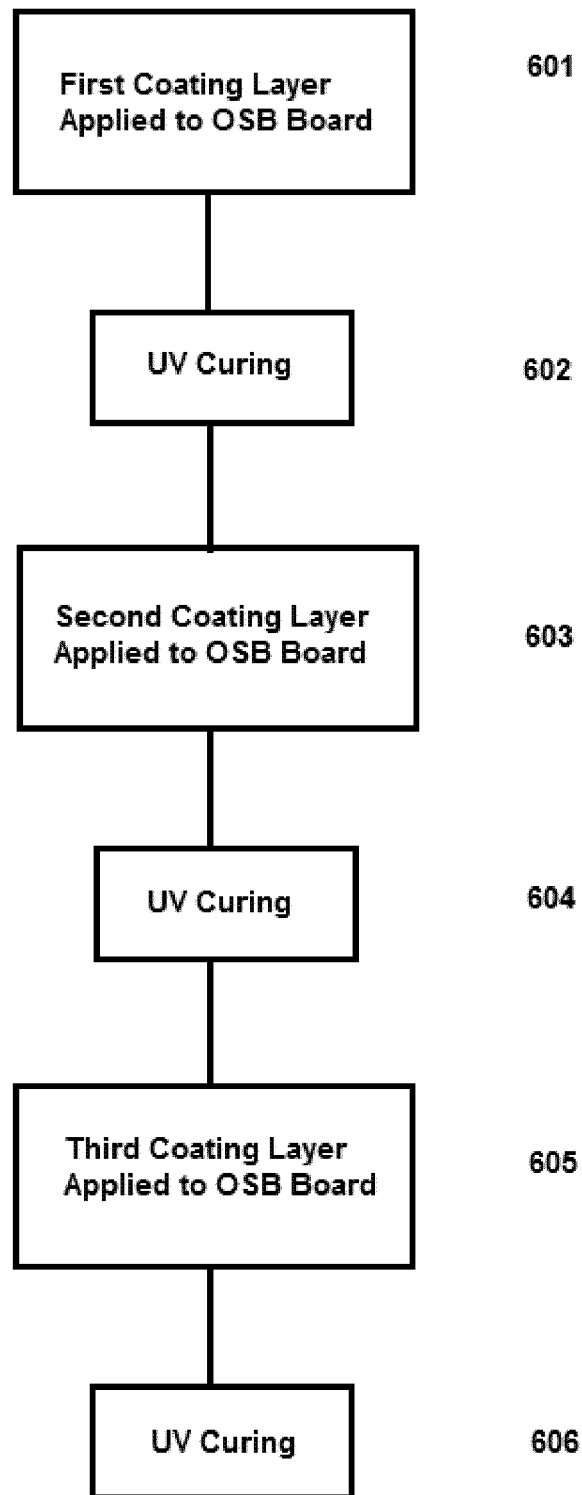 First Coating Layer
Applied to OSB Board
601
UV Curing
602
Second Coating Layer
Applied to OSB Board
603
UV Curing
604
Third Coating Layer
Applied to OSB Board
605
UV Curing
606